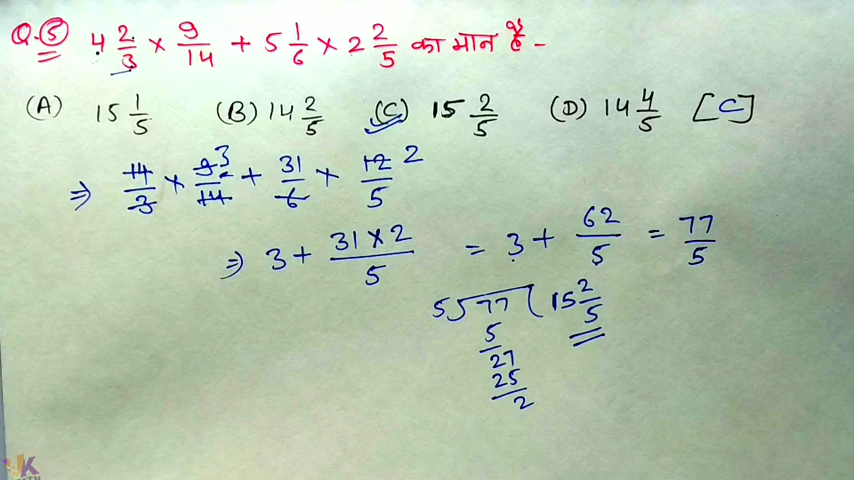 Q.5 4 2/3 × 9/14 + 5 1/6 × 2 2/5 का मान है -
(A) 15 1/5 (B) 14 2/5 (C) 15 2/5 (D) 14 4/5 [C]
⇒ 14/3 × 9/14 3 + 31/6 × 12/5 2
⇒ 3 + 31×2/5 = 3 + 62/5 = 77/5
5)77(15 2/5
5
27
25
2